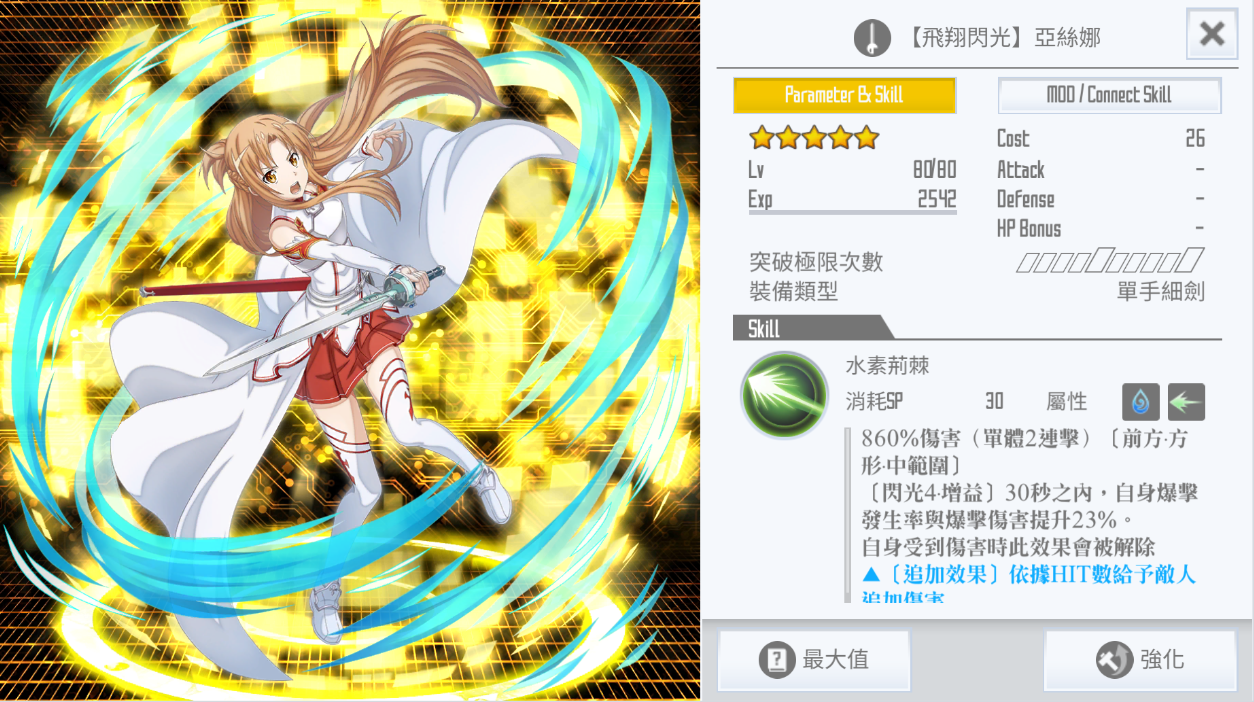 【飛翔閃光】亞絲娜
Parameter & Skill
MOD / Connect Skill
Lv 80/80
Exp 2542
Cost 26
Attack -
Defense -
HP Bonus -
突破極限次數
裝備類型 單手細劍
Skill
水素荊棘
消耗SP 30 屬性
860%傷害（單體2連擊）〔前方·方
形·中範圍〕
〔閃光4·增益〕30秒之內，自身爆擊
發生率與爆擊傷害提升23%。
自身受到傷害時此效果會被解除
▲〔追加效果〕依據HIT數給予敵人
追加傷害
最大值
強化